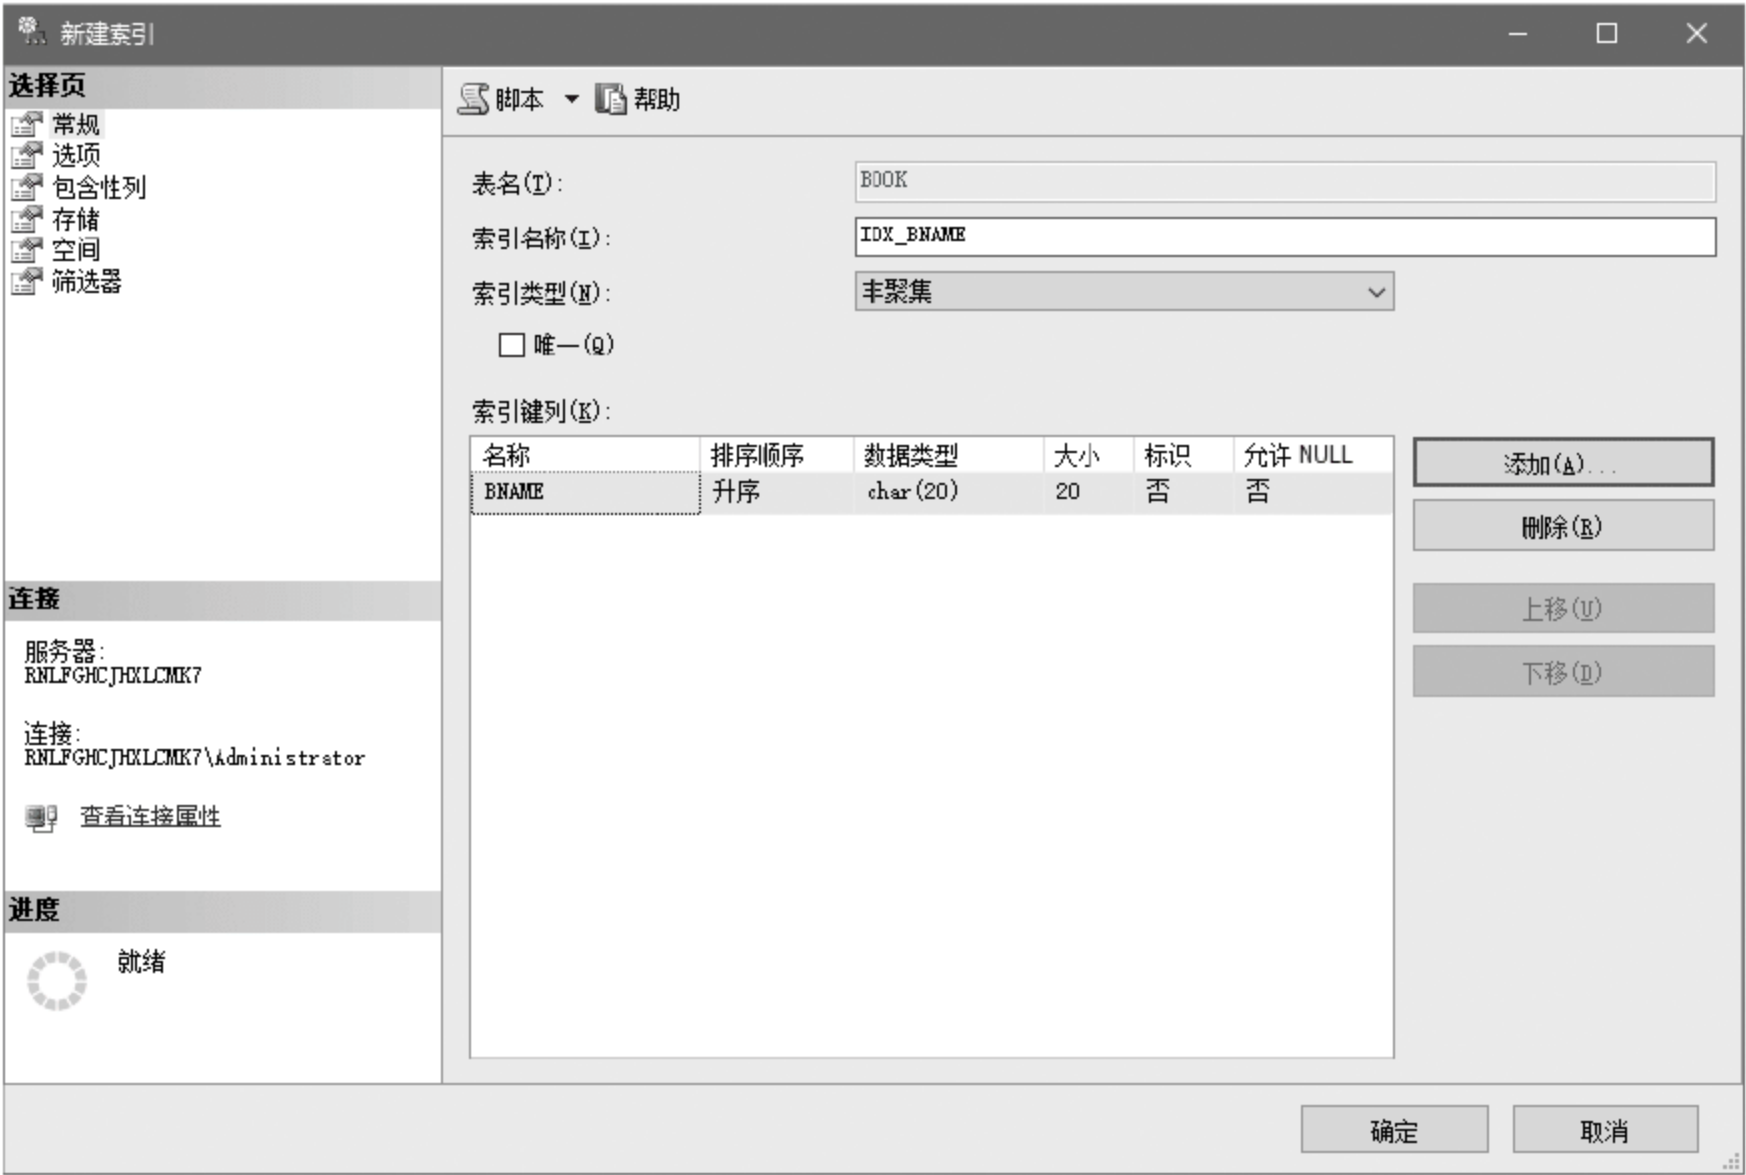 新建索引
选择页
常规
选项
包含性列
存储
空间
筛选器
脚本 帮助
表名(T): BOOK
索引名称(I): IDX_BNAME
索引类型(N): 非聚集
唯一(Q)
索引键列(K):
名称 排序顺序 数据类型 大小 标识 允许 NULL
BNAME 升序 char(20) 20 否 否
添加(A)...
删除(R)
上移(U)
下移(D)
连接
服务器:
RNLFGHCJHXLCMK7
连接:
RNLFGHCJHXLCMK7\Administrator
查看连接属性
进度
就绪
确定 取消